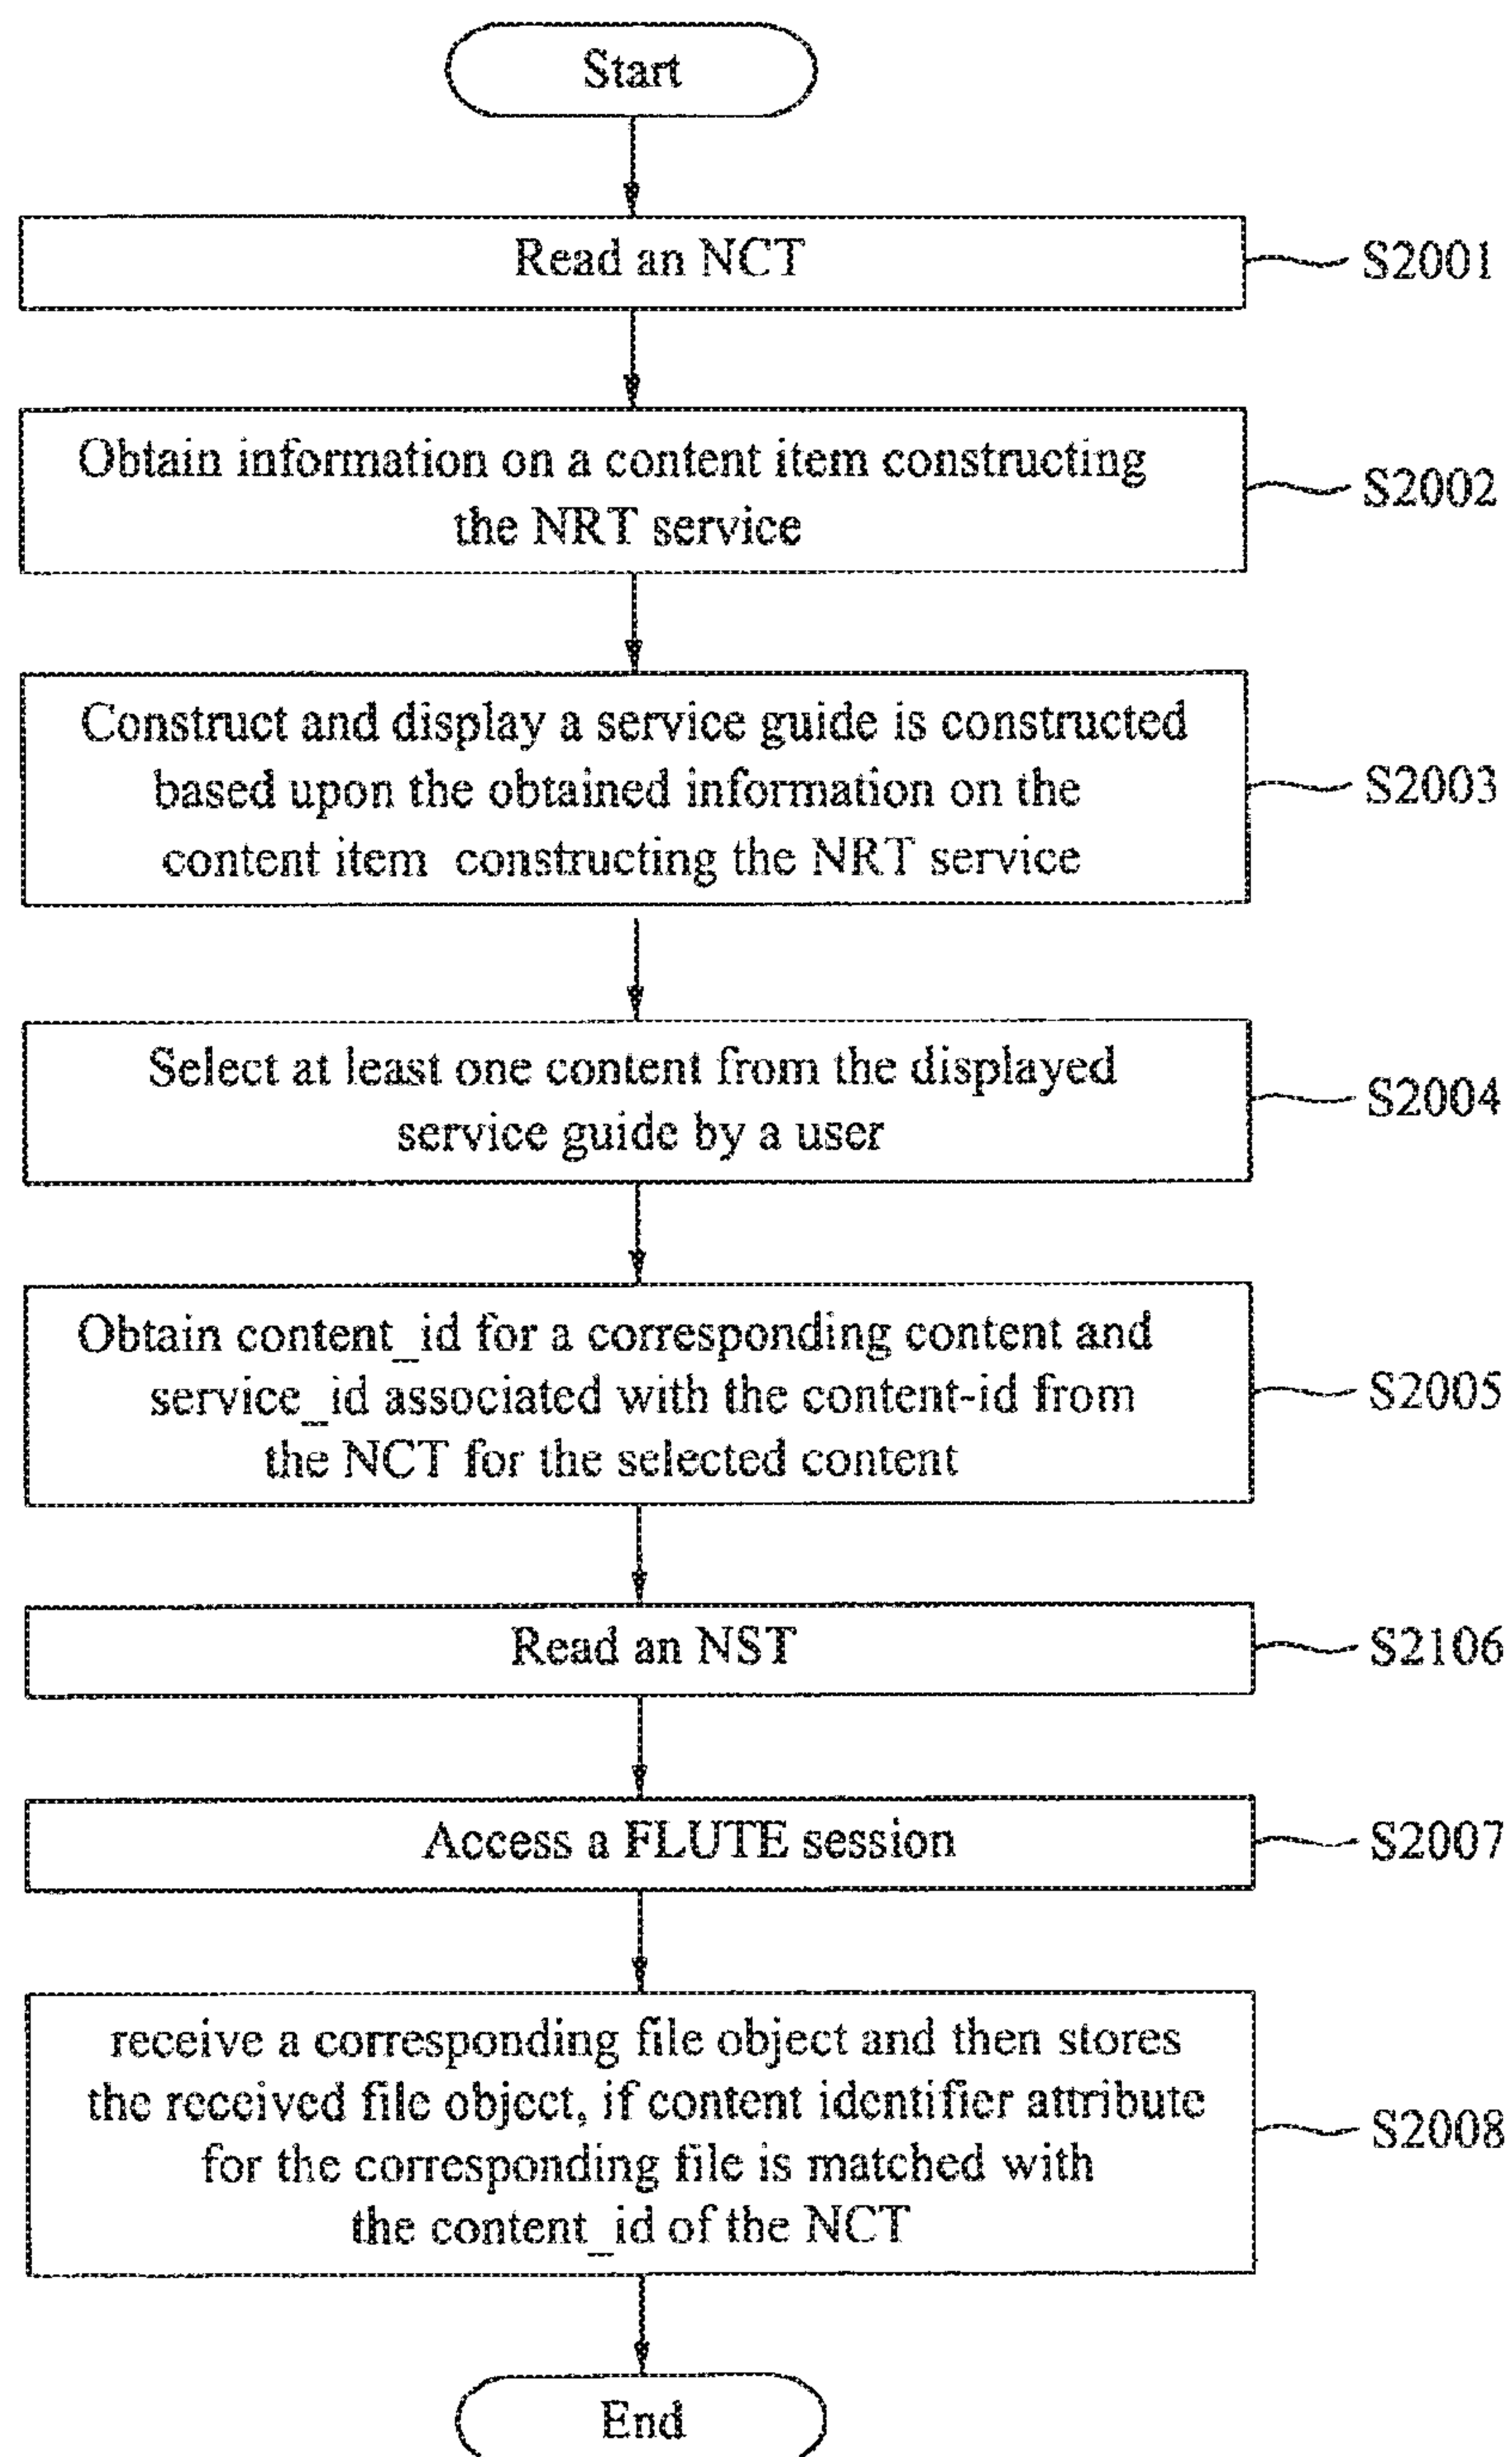 Start
Read an NCT
S2001
Obtain information on a content item constructing
the NRT service
S2002
Construct and display a service guide is constructed
based upon the obtained information on the
content item constructing the NRT service
S2003
Select at least one content from the displayed
service guide by a user
S2004
Obtain content_id for a corresponding content and
service_id associated with the content-id from
the NCT for the selected content
S2005
Read an NST
S2106
Access a FLUTE session
S2007
receive a corresponding file object and then stores
the received file object, if content identifier attribute
for the corresponding file is matched with
the content_id of the NCT
S2008
End